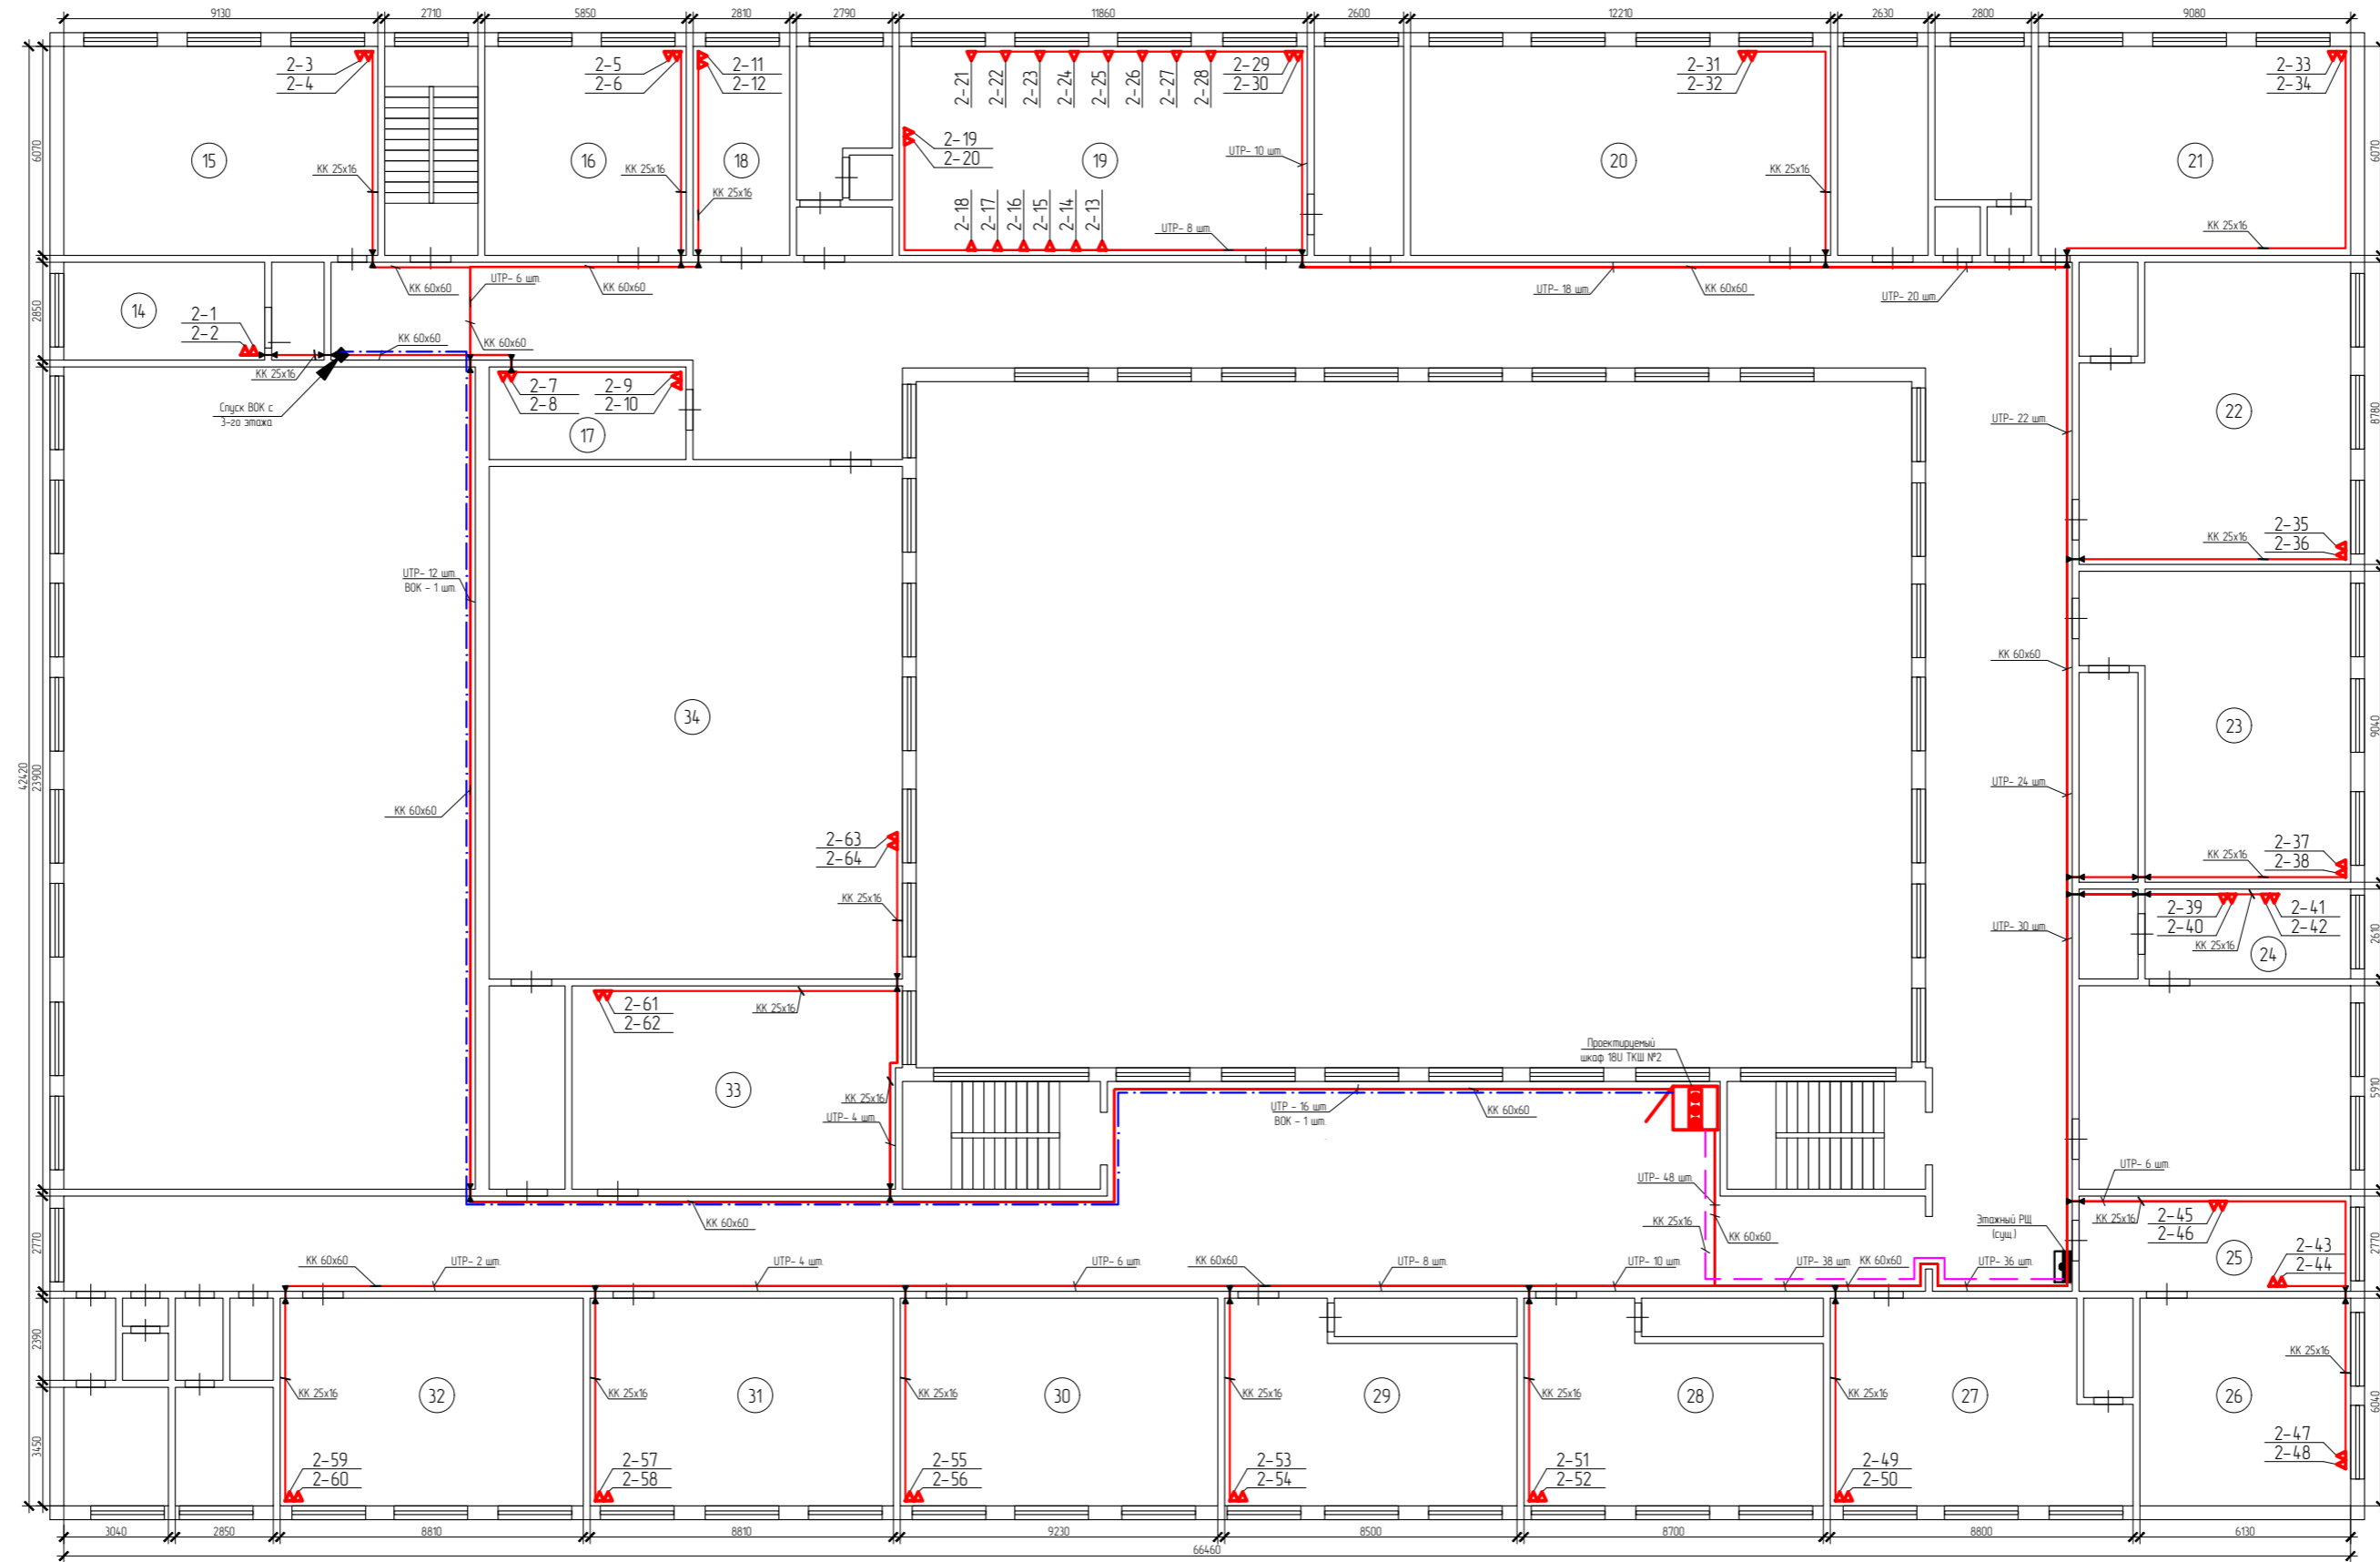 9130
2710
5850
2810
2790
11860
2600
12210
2630
2800
9080
2-3
2-4
2-5
2-6
2-11
2-12
2-21
2-22
2-23
2-24
2-25
2-26
2-27
2-28
2-29
2-30
2-31
2-32
2-33
2-34
6070
15
16
18
2-19
2-20
19
UTP- 10 шт.
20
21
6070
КК 25х16
КК 25х16
КК 25х16
КК 25х16
2-18
2-17
2-16
2-15
2-14
2-13
UTP- 8 шт.
КК 25х16
КК 60х60
UTP- 6 шт.
КК 60х60
UTP- 18 шт.
КК 60х60
UTP- 20 шт.
2850
14
2-1
2-2
КК 60х60
КК 60х60
КК 25х16
Спуск ВОК с
3-го этажа
2-7
2-8
2-9
2-10
17
UTP- 22 шт.
22
8780
2-35
2-36
КК 25х16
UTP- 12 шт.
ВОК - 1 шт.
КК 60х60
34
КК 60х60
23
9040
42420
23900
UTP- 24 шт.
КК 60х60
2-63
2-64
КК 25х16
2-37
2-38
КК 25х16
2-39
2-40
2-41
2-42
КК 25х16
24
2610
UTP- 30 шт.
2-61
2-62
КК 25х16
33
КК 25х16
UTP- 4 шт.
Проектируемый
шкаф 18U ТКШ №2
UTP - 16 шт.
ВОК - 1 шт.
КК 60х60
5910
UTP- 48 шт.
КК 25х16
КК 60х60
КК 60х60
UTP- 6 шт.
КК 25х16
2-45
2-46
Этажный РЩ
(сущ.)
25
2-43
2-44
2770
2770
КК 60х60
UTP- 2 шт.
UTP- 4 шт.
UTP- 6 шт.
КК 60х60
UTP- 8 шт.
UTP- 10 шт.
UTP- 38 шт.
КК 60х60
UTP- 36 шт.
2390
КК 25х16
32
КК 25х16
31
КК 25х16
30
КК 25х16
29
КК 25х16
28
КК 25х16
27
КК 25х16
26
6040
3450
2-59
2-60
2-57
2-58
2-55
2-56
2-53
2-54
2-51
2-52
2-49
2-50
2-47
2-48
3040
2850
8810
8810
9230
8500
8700
8800
6130
66460